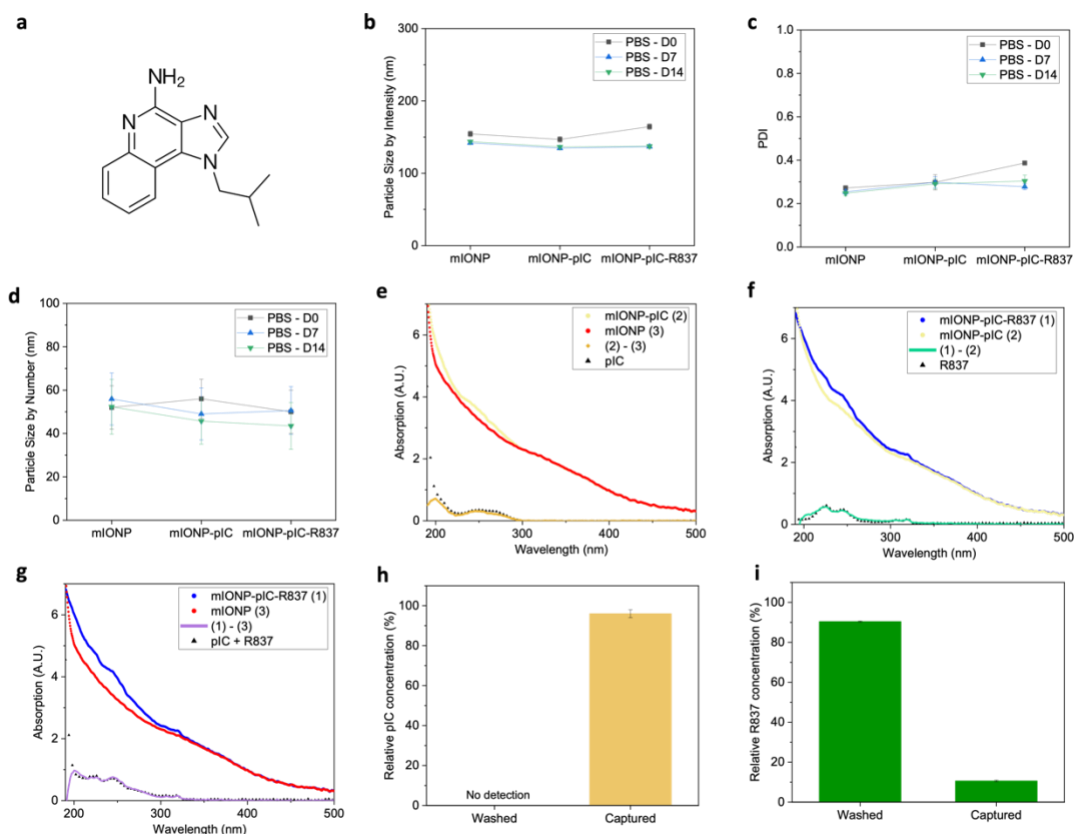 a
NH₂
N
N
N
b
Particle Size by Intensity (nm)
300
150
100
0
PBS - D0
PBS - D7
PBS - D14
mIONP
mIONP-pIC
mIONP-pIC-R837
c
PDI
1.0
0.8
0.6
0.4
0.2
0.0
PBS - D0
PBS - D7
PBS - D14
mIONP
mIONP-pIC
mIONP-pIC-R837
d
Particle Size by Number (nm)
100
80
60
40
20
0
PBS - D0
PBS - D7
PBS - D14
mIONP
mIONP-pIC
mIONP-pIC-R837
e
Absorption (A.U.)
6
4
2
0
mIONP-pIC (2)
mIONP (3)
(2) - (3)
pIC
200
300
400
500
Wavelength (nm)
f
Absorption (A.U.)
6
4
2
0
mIONP-pIC-R837 (1)
mIONP-pIC (2)
(1) - (2)
R837
200
300
400
500
Wavelength (nm)
g
Absorption (A.U.)
6
4
2
0
mIONP-pIC-R837 (1)
mIONP (3)
(1) - (3)
pIC + R837
200
300
400
500
Wavelength (nm)
h
Relative pIC concentration (%)
100
80
60
40
20
0
No detection
Washed
Captured
i
Relative R837 concentration (%)
100
80
60
40
20
0
Washed
Captured